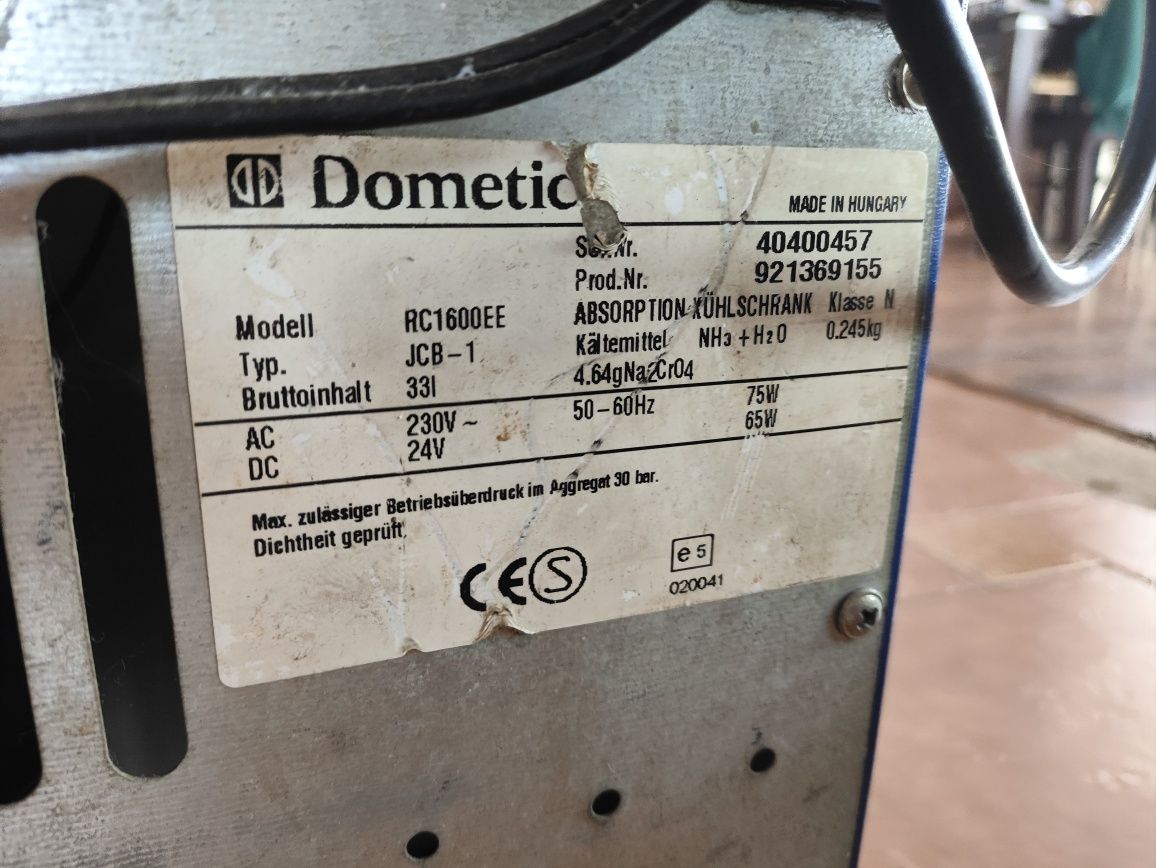 Dometic
MADE IN HUNGARY
Ser.Nr. 40400457
Prod.Nr. 921369155
Modell RC1600EE ABSORPTION-KÜHLSCHRANK Klasse N
Typ. JCB-1 Kältemittel NH3+H2O 0.245kg
Bruttoinhalt 33l 4.64gNa2CrO4
AC 230V~ 50-60Hz 75W
DC 24V 65W
Max. zulässiger Betriebsüberdruck im Aggregat 30 bar.
Dichtheit geprüft.
CE S e5
020041